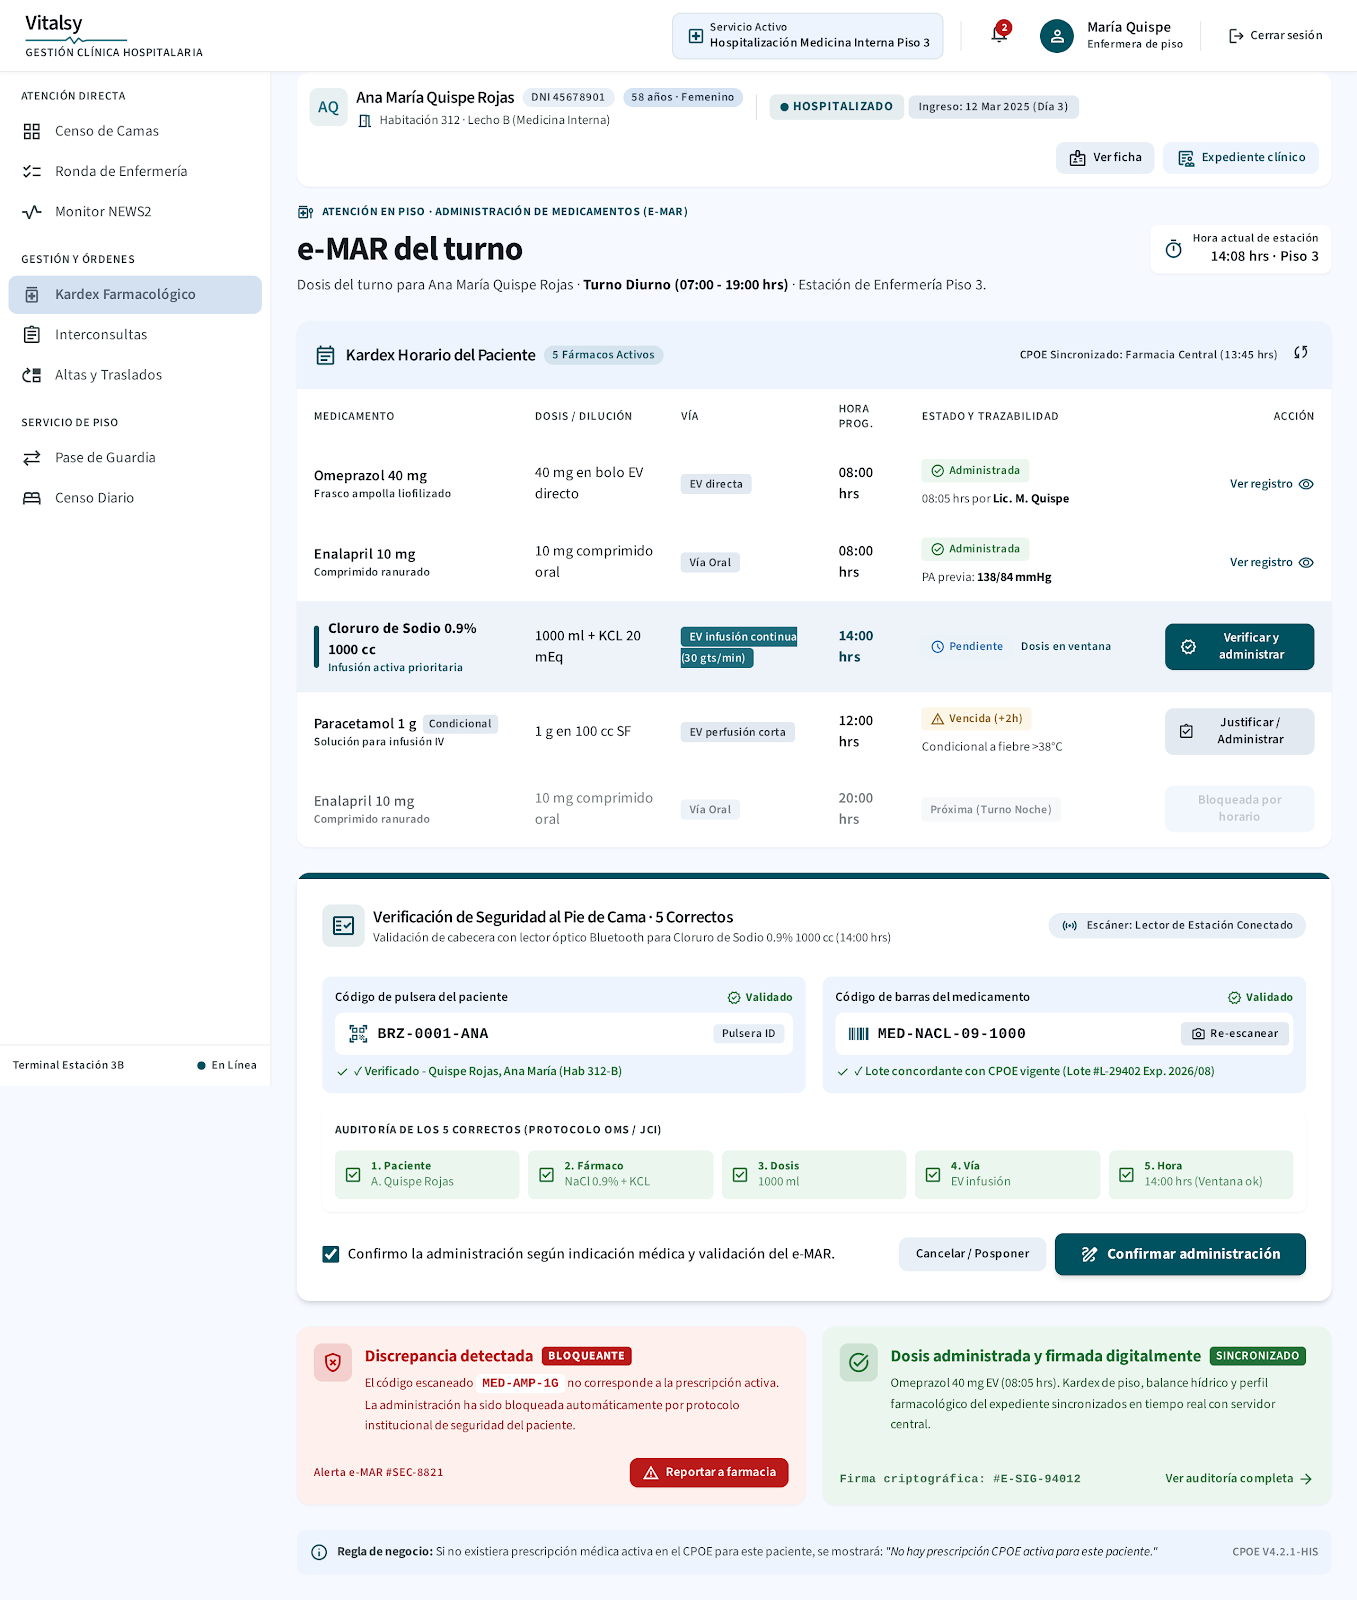 Vitalsy
GESTIÓN CLÍNICA HOSPITALARIA
Servicio Activo
Hospitalización Medicina Interna Piso 3
2
María Quispe
Enfermera de piso
Cerrar sesión
ATENCIÓN DIRECTA
Censo de Camas
Ronda de Enfermería
Monitor NEWS2
GESTIÓN Y ÓRDENES
Kardex Farmacológico
Interconsultas
Altas y Traslados
SERVICIO DE PISO
Pase de Guardia
Censo Diario
Terminal Estación 3B
En Línea
AQ
Ana María Quispe Rojas
DNI 45678901
58 años · Femenino
HOSPITALIZADO
Ingreso: 12 Mar 2025 (Día 3)
Habitación 312 · Lecho B (Medicina Interna)
Ver ficha
Expediente clínico
ATENCIÓN EN PISO · ADMINISTRACIÓN DE MEDICAMENTOS (E-MAR)
e-MAR del turno
Dosis del turno para Ana María Quispe Rojas · Turno Diurno (07:00 - 19:00 hrs) · Estación de Enfermería Piso 3.
Hora actual de estación
14:08 hrs · Piso 3
Kardex Horario del Paciente
5 Fármacos Activos
CPOE Sincronizado: Farmacia Central (13:45 hrs)
MEDICAMENTO
DOSIS / DILUCIÓN
VÍA
HORA
PROG.
ESTADO Y TRAZABILIDAD
ACCIÓN
Omeprazol 40 mg
Frasco ampolla liofilizado
40 mg en bolo EV
directo
EV directa
08:00
hrs
Administrada
08:05 hrs por Lic. M. Quispe
Ver registro
Enalapril 10 mg
Comprimido ranurado
10 mg comprimido
oral
Vía Oral
08:00
hrs
Administrada
PA previa: 138/84 mmHg
Ver registro
Cloruro de Sodio 0.9%
1000 cc
Infusión activa prioritaria
1000 ml + KCL 20
mEq
EV infusión continua
(30 gts/min)
14:00
hrs
Pendiente
Dosis en ventana
Verificar y
administrar
Paracetamol 1 g
Condicional
Solución para infusión IV
1 g en 100 cc SF
EV perfusión corta
12:00
hrs
Vencida (+2h)
Condicional a fiebre >38°C
Justificar /
Administrar
Enalapril 10 mg
Comprimido ranurado
10 mg comprimido
oral
Vía Oral
20:00
hrs
Próxima (Turno Noche)
Bloqueada por
horario
Verificación de Seguridad al Pie de Cama · 5 Correctos
Validación de cabecera con lector óptico Bluetooth para Cloruro de Sodio 0.9% 1000 cc (14:00 hrs)
Escáner: Lector de Estación Conectado
Código de pulsera del paciente
Validado
BRZ-0001-ANA
Pulsera ID
✓ Verificado - Quispe Rojas, Ana María (Hab 312-B)
Código de barras del medicamento
Validado
MED-NACL-09-1000
Re-escanear
✓ Lote concordante con CPOE vigente (Lote #L-29402 Exp. 2026/08)
AUDITORÍA DE LOS 5 CORRECTOS (PROTOCOLO OMS / JCI)
1. Paciente
A. Quispe Rojas
2. Fármaco
NaCl 0.9% + KCL
3. Dosis
1000 ml
4. Vía
EV infusión
5. Hora
14:00 hrs (Ventana ok)
Confirmo la administración según indicación médica y validación del e-MAR.
Cancelar / Posponer
Confirmar administración
Discrepancia detectada
BLOQUEANTE
El código escaneado MED-AMP-1G no corresponde a la prescripción activa.
La administración ha sido bloqueada automáticamente por protocolo
institucional de seguridad del paciente.
Alerta e-MAR #SEC-8821
Reportar a farmacia
Dosis administrada y firmada digitalmente
SINCRONIZADO
Omeprazol 40 mg EV (08:05 hrs). Kardex de piso, balance hídrico y perfil
farmacológico del expediente sincronizados en tiempo real con servidor
central.
Firma criptográfica: #E-SIG-94012
Ver auditoría completa
Regla de negocio: Si no existiera prescripción médica activa en el CPOE para este paciente, se mostrará: "No hay prescripción CPOE activa para este paciente."
CPOE V4.2.1-HIS